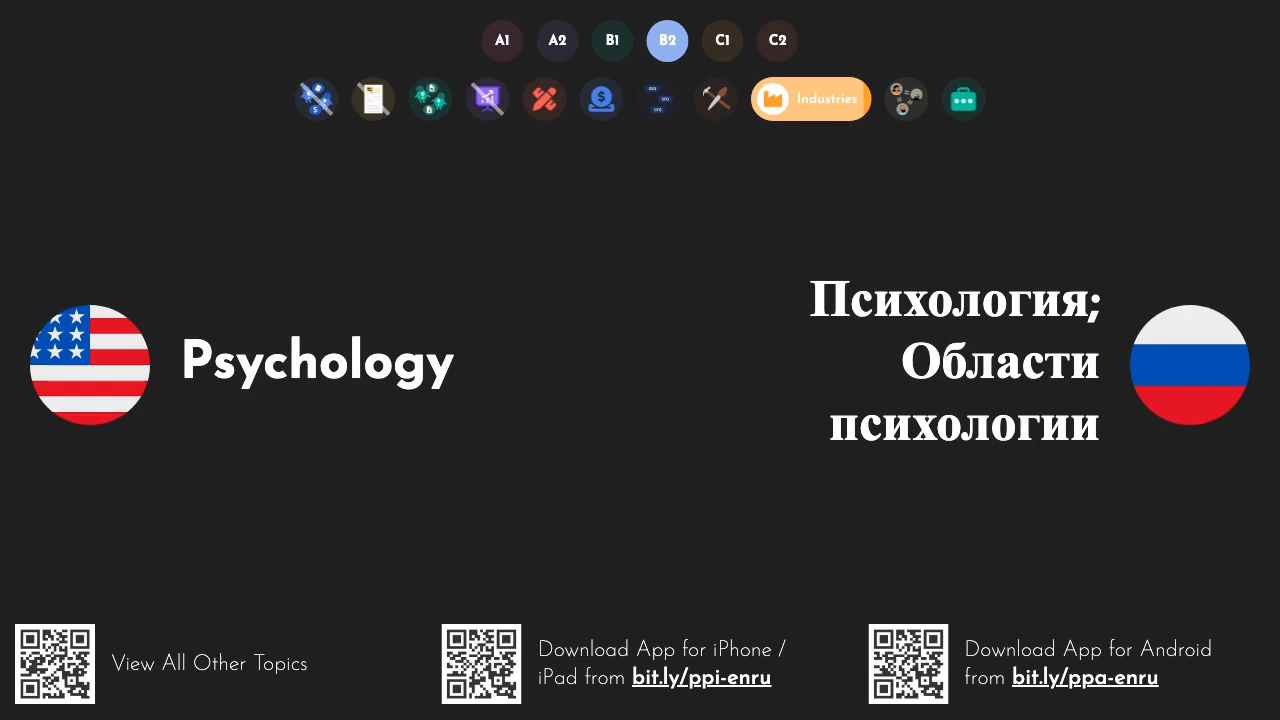 A1 A2 B1 B2 C1 C2
Industries
Psychology
Психология;
Области
психологии
View All Other Topics
Download App for iPhone /
iPad from bit.ly/ppi-enru
Download App for Android
from bit.ly/ppa-enru